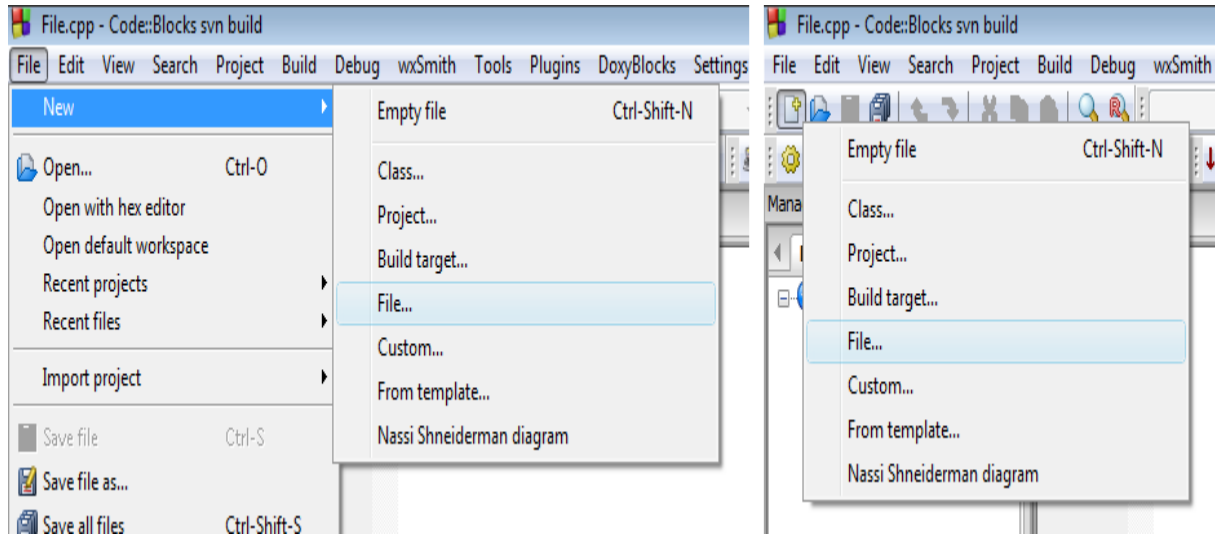 File.cpp - Code::Blocks svn build
File Edit View Search Project Build Debug wxSmith Tools Plugins DoxyBlocks Settings
New
Open... Ctrl-O
Open with hex editor
Open default workspace
Recent projects
Recent files
Import project
Save file Ctrl-S
Save file as...
Save all files Ctrl-Shift-S
Empty file Ctrl-Shift-N
Class...
Project...
Build target...
File...
Custom...
From template...
Nassi Shneiderman diagram
File.cpp - Code::Blocks svn build
File Edit View Search Project Build Debug wxSmith
Mana
Empty file Ctrl-Shift-N
Class...
Project...
Build target...
File...
Custom...
From template...
Nassi Shneiderman diagram